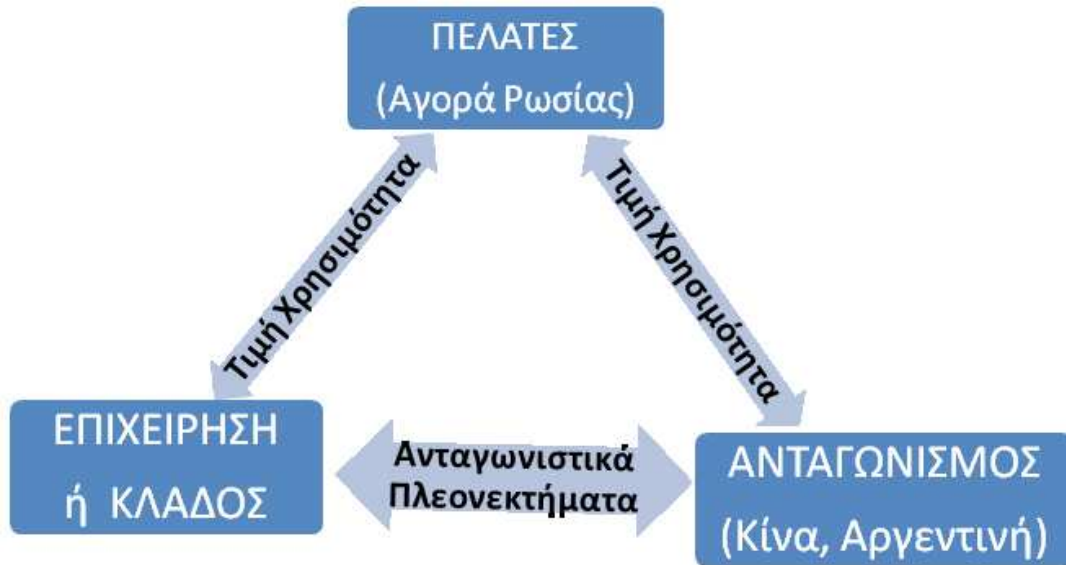 ΠΕΛΑΤΕΣ
(Αγορά Ρωσίας)
Τιμή Χρησιμότητα
Τιμή Χρησιμότητα
ΕΠΙΧΕΙΡΗΣΗ
ή ΚΛΑΔΟΣ
Ανταγωνιστικά
Πλεονεκτήματα
ΑΝΤΑΓΩΝΙΣΜΟΣ
(Κίνα, Αργεντινή)